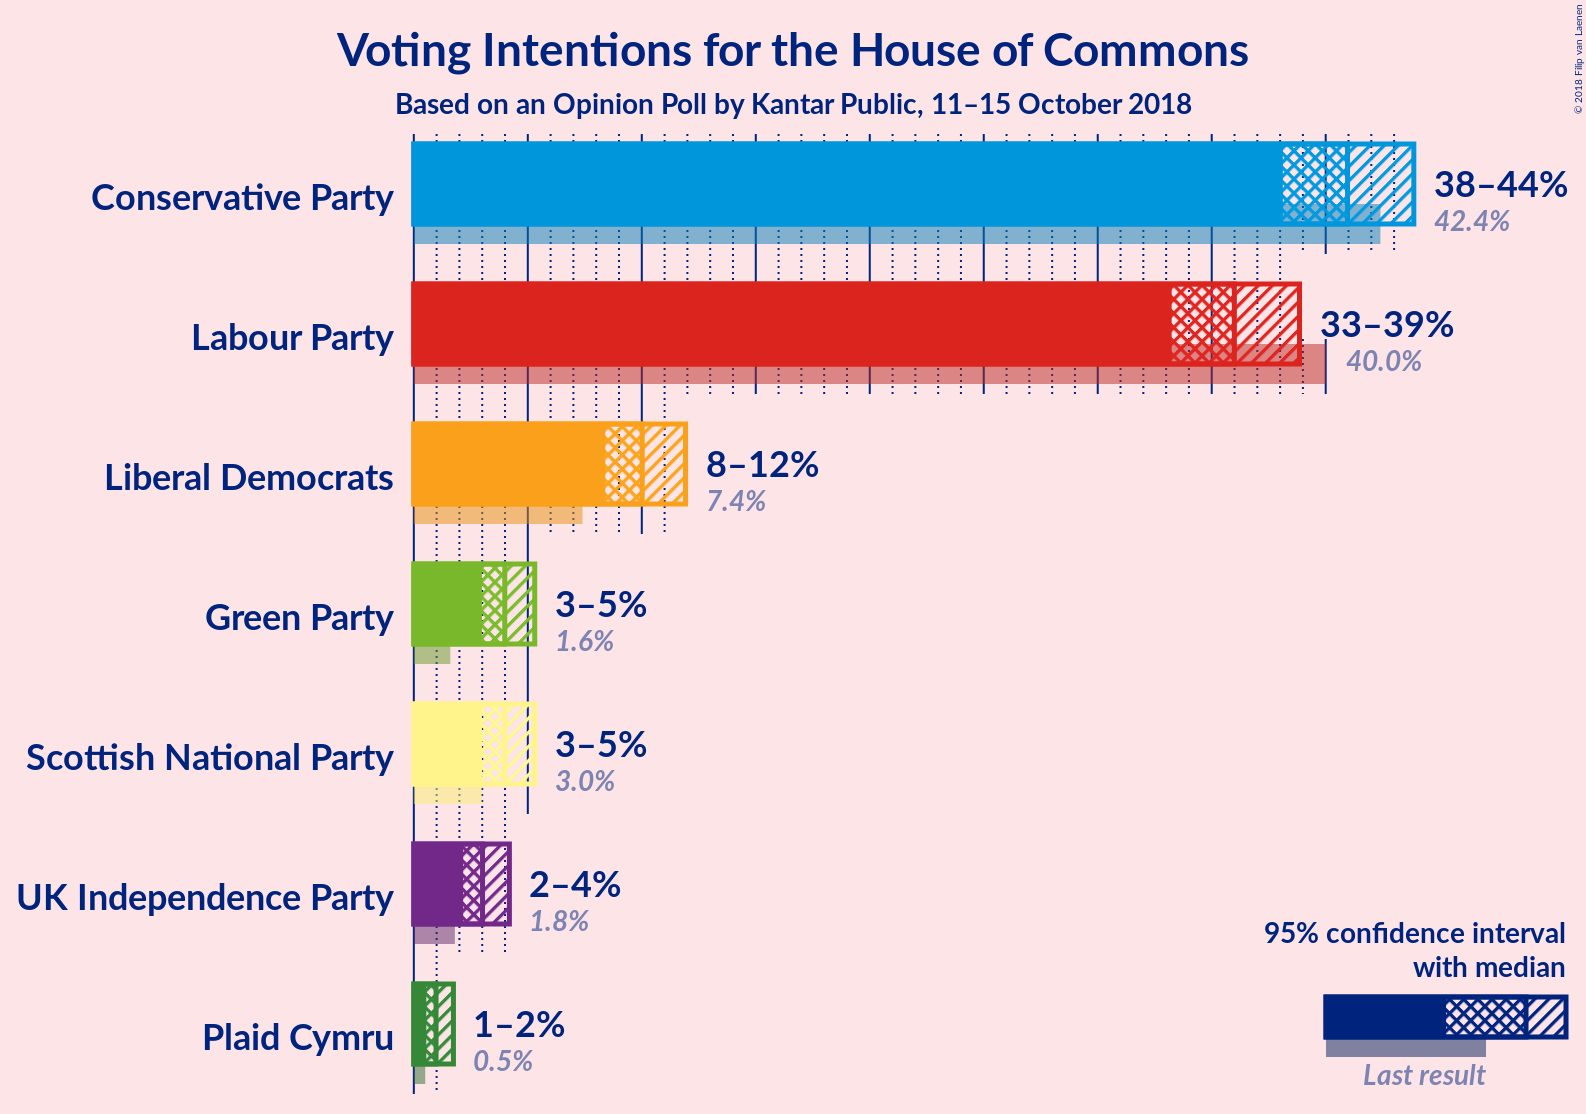 Voting Intentions for the House of Commons
Based on an Opinion Poll by Kantar Public, 11–15 October 2018
© 2018 Filip van Laenen
Conservative Party
38–44%
42.4%
Labour Party
33–39%
40.0%
Liberal Democrats
8–12%
7.4%
Green Party
3–5%
1.6%
Scottish National Party
3–5%
3.0%
UK Independence Party
2–4%
1.8%
Plaid Cymru
1–2%
0.5%
95% confidence interval
with median
Last result